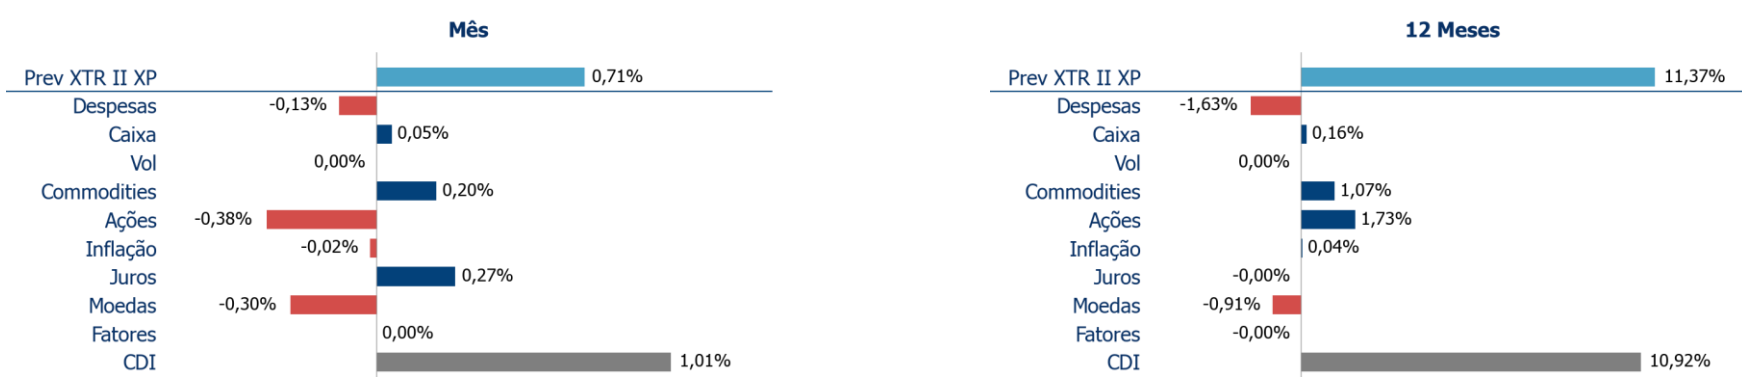 Mês
Prev XTR II XP 0,71%
Despesas -0,13%
Caixa 0,05%
Vol 0,00%
Commodities 0,20%
Ações -0,38%
Inflação -0,02%
Juros 0,27%
Moedas -0,30%
Fatores 0,00%
CDI 1,01%
12 Meses
Prev XTR II XP 11,37%
Despesas -1,63%
Caixa 0,16%
Vol 0,00%
Commodities 1,07%
Ações 1,73%
Inflação 0,04%
Juros -0,00%
Moedas -0,91%
Fatores -0,00%
CDI 10,92%